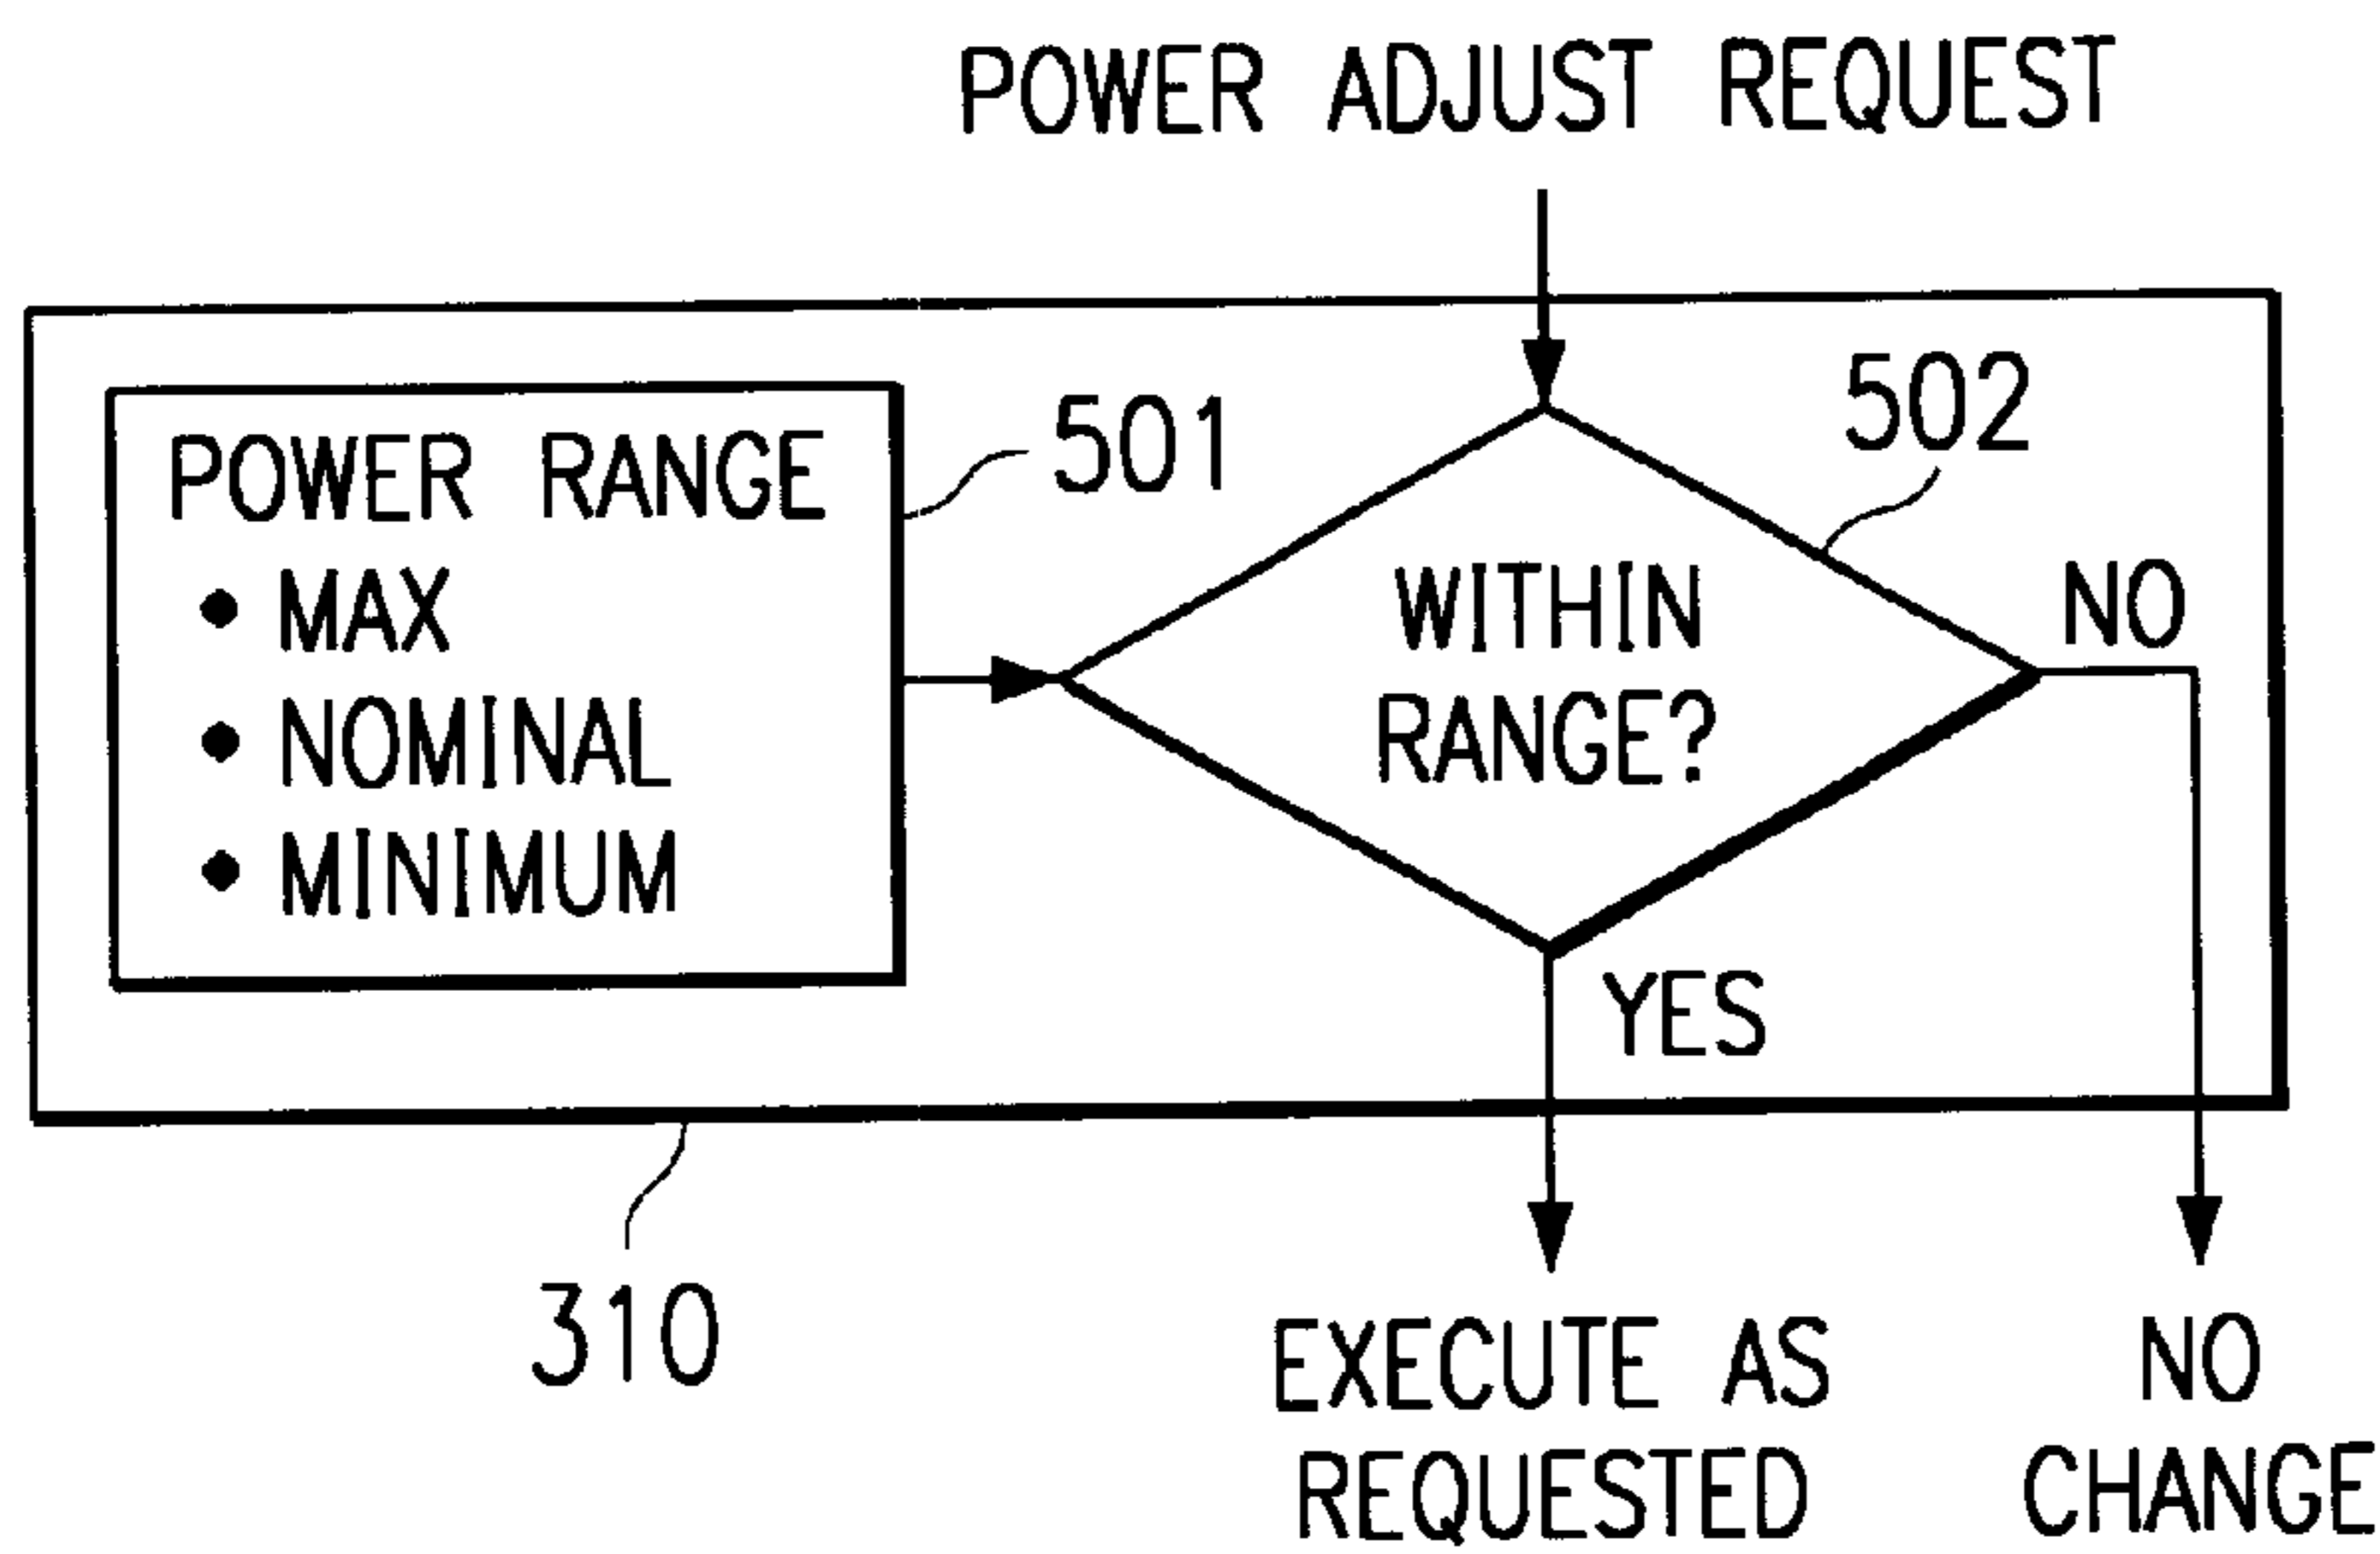 POWER ADJUST REQUEST
POWER RANGE
• MAX
• NOMINAL
• MINIMUM
501
502
WITHIN
RANGE?
NO
YES
310
EXECUTE AS
REQUESTED
NO
CHANGE